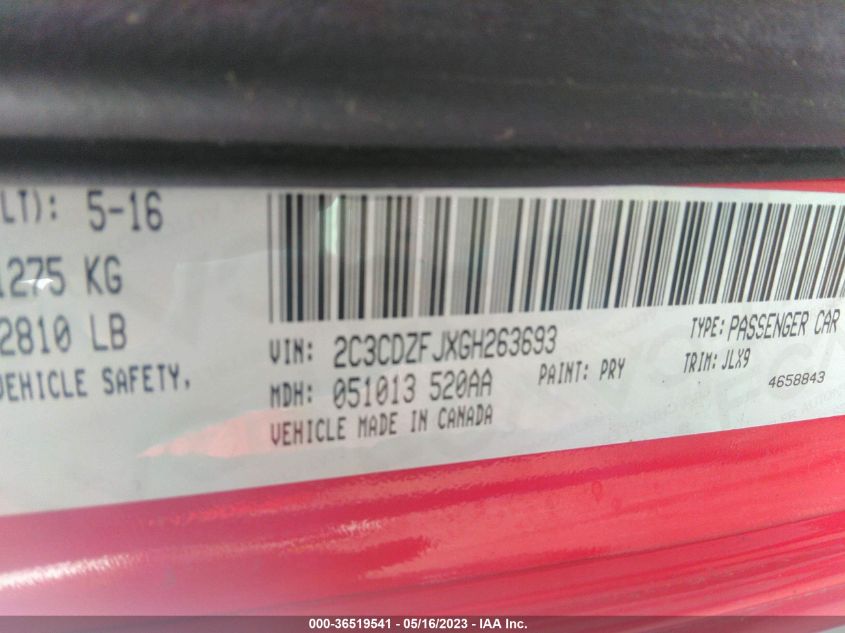 LT): 5-16
1275 KG
2810 LB
VEHICLE SAFETY,
VIN: 2C3CDZFJXGH263693
TYPE: PASSENGER CAR
MDH: 051013 520AA
PAINT: PRY
TRIM: JLX9
VEHICLE MADE IN CANADA
4658843
000-36519541 - 05/16/2023 - IAA Inc.